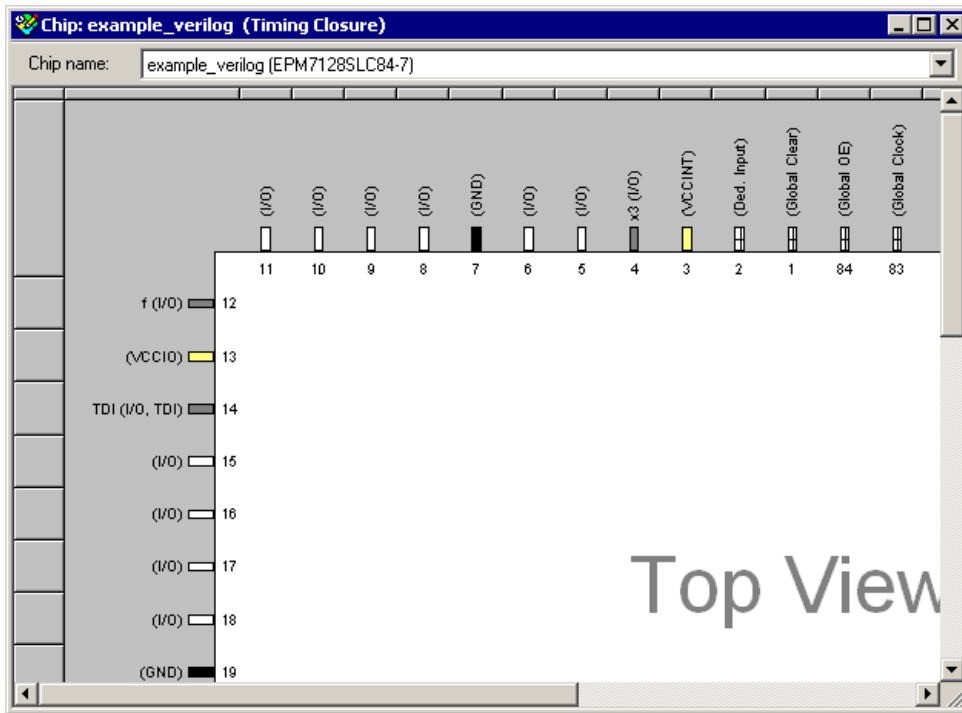 Chip: example_verilog (Timing Closure)
Chip name: example_verilog (EPM7128SLC84-7)
(I/O) (I/O) (I/O) (I/O) (GND) (I/O) (I/O) x3 (I/O) (VCCINT) (Ded. Input) (Global Clear) (Global OE) (Global Clock)
11 10 9 8 7 6 5 4 3 2 1 84 83
f (I/O) 12
(VCCIO) 13
TDI (I/O, TDI) 14
(I/O) 15
(I/O) 16
(I/O) 17
Top View
(I/O) 18
(GND) 19